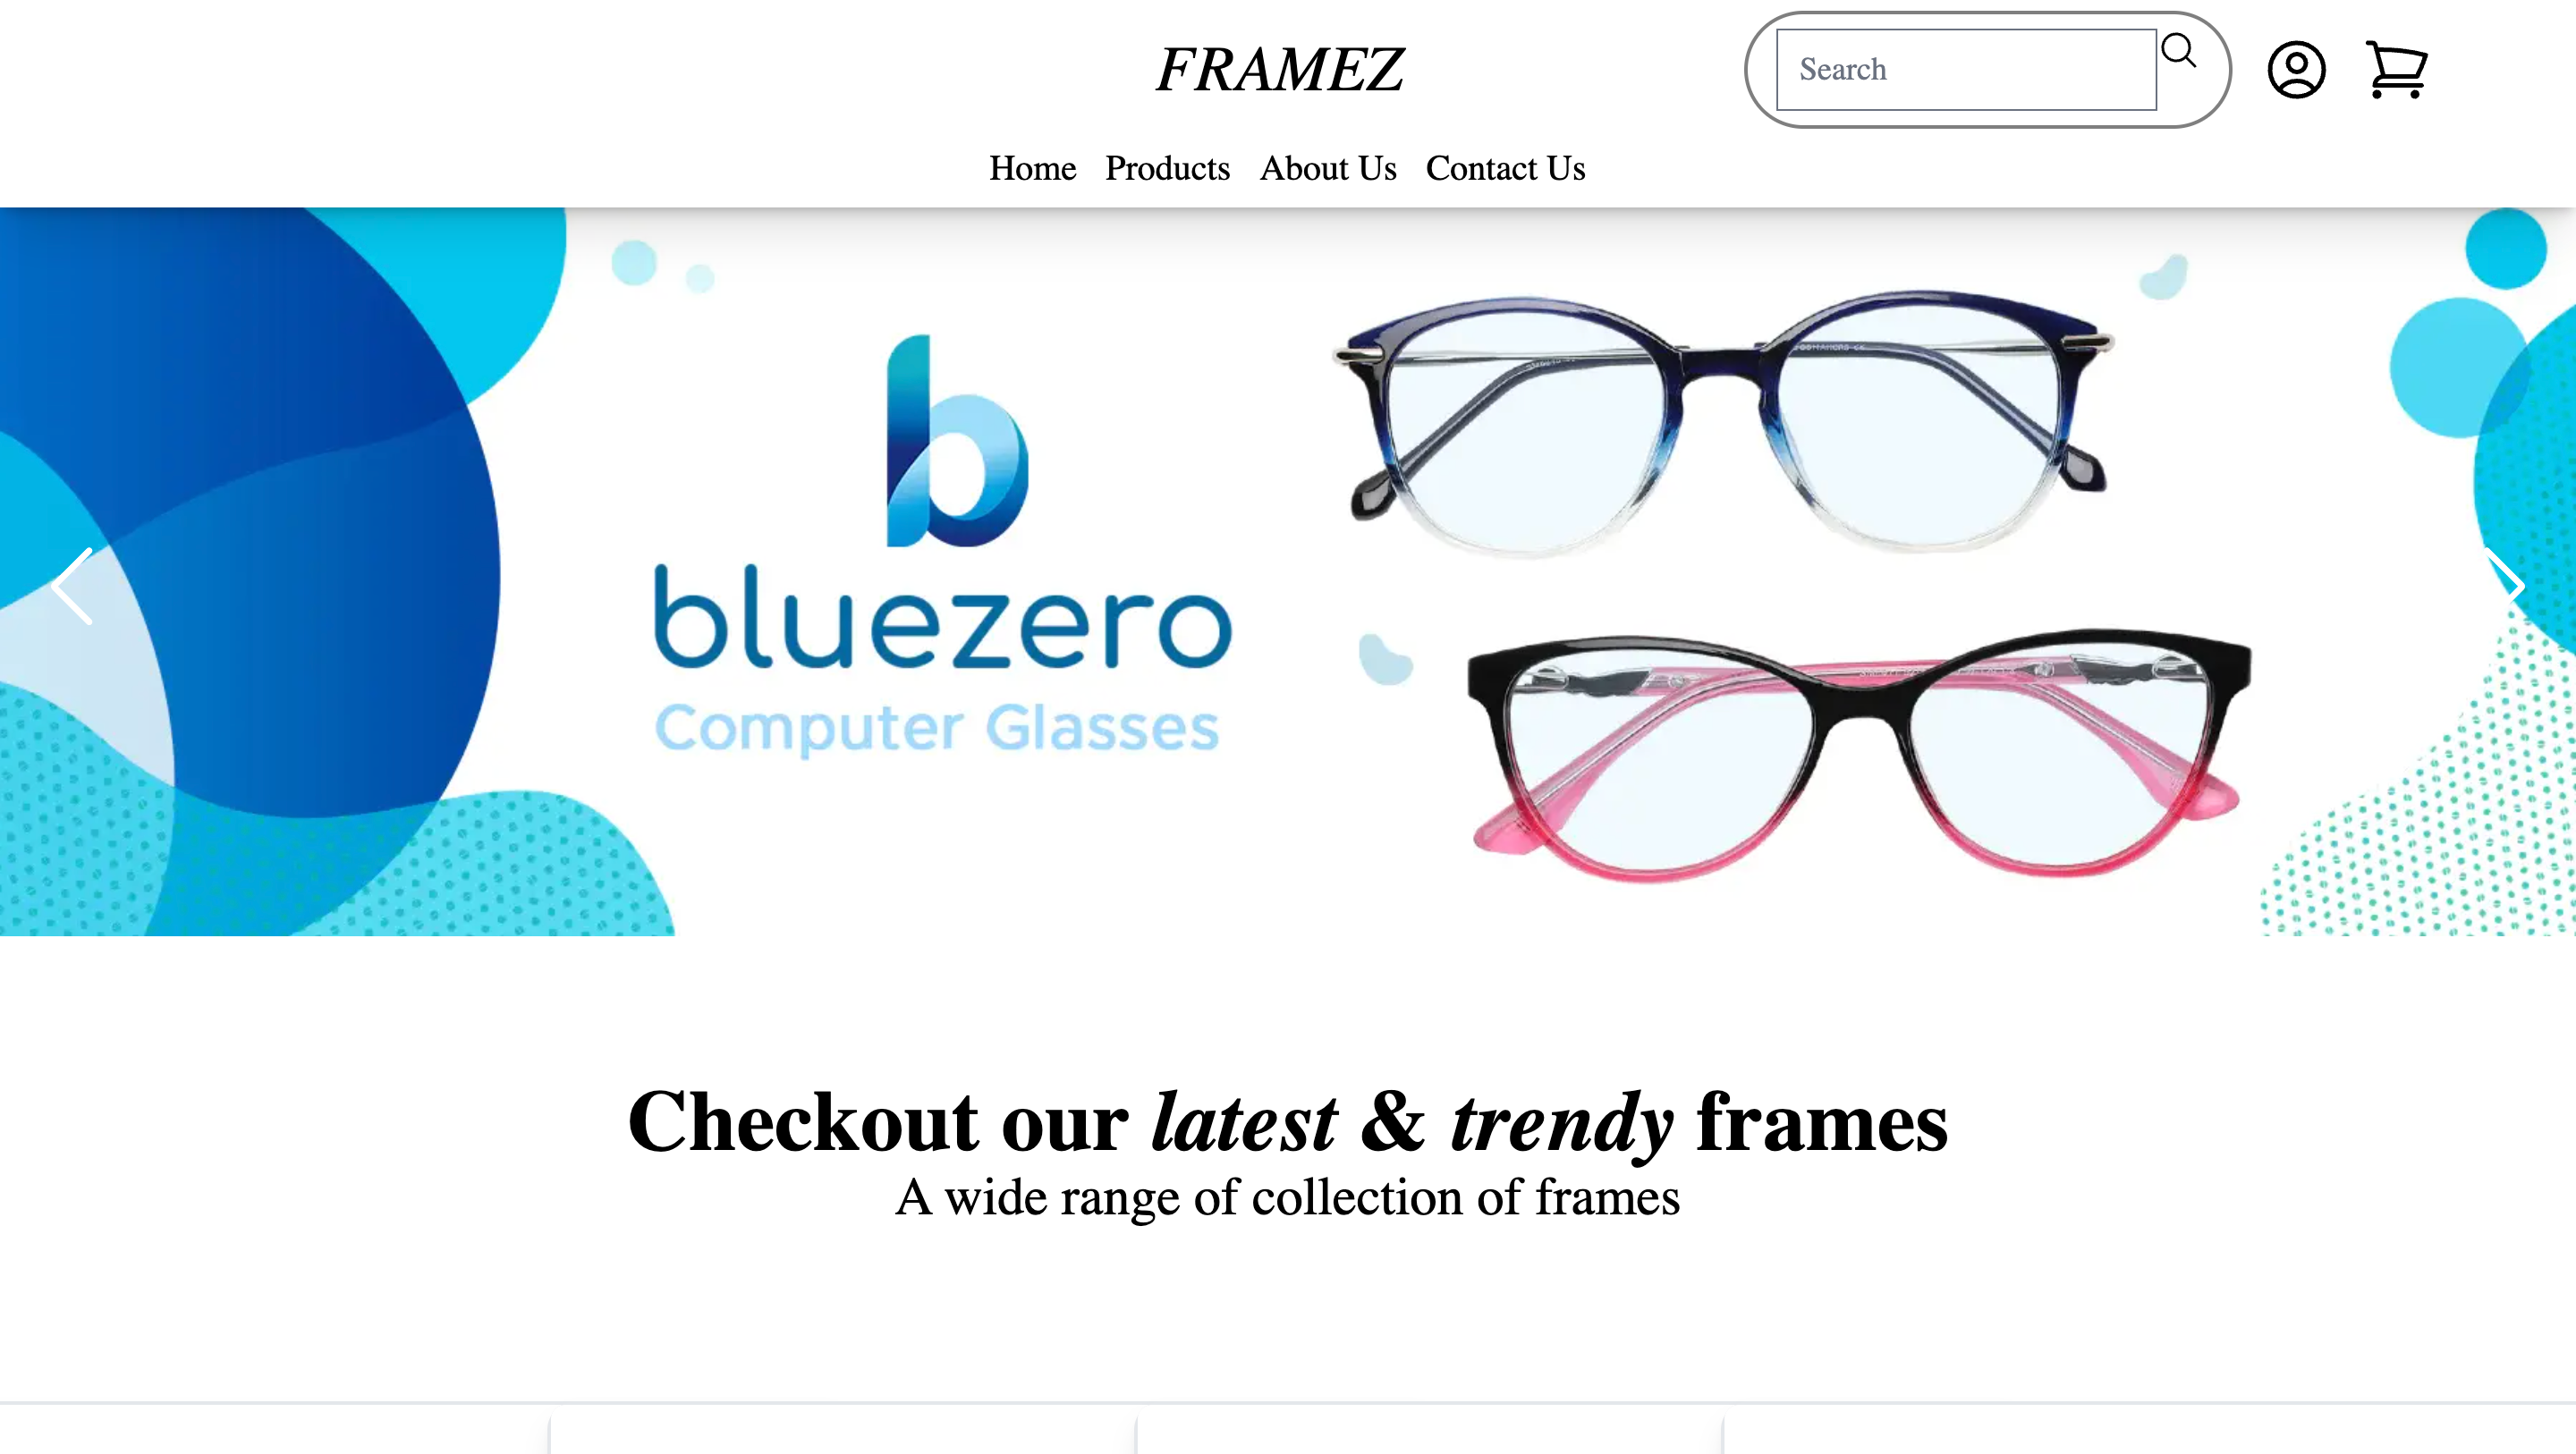 FRAMEZ
Search
Home Products About Us Contact Us
bluezero
Computer Glasses
Checkout our latest & trendy frames
A wide range of collection of frames